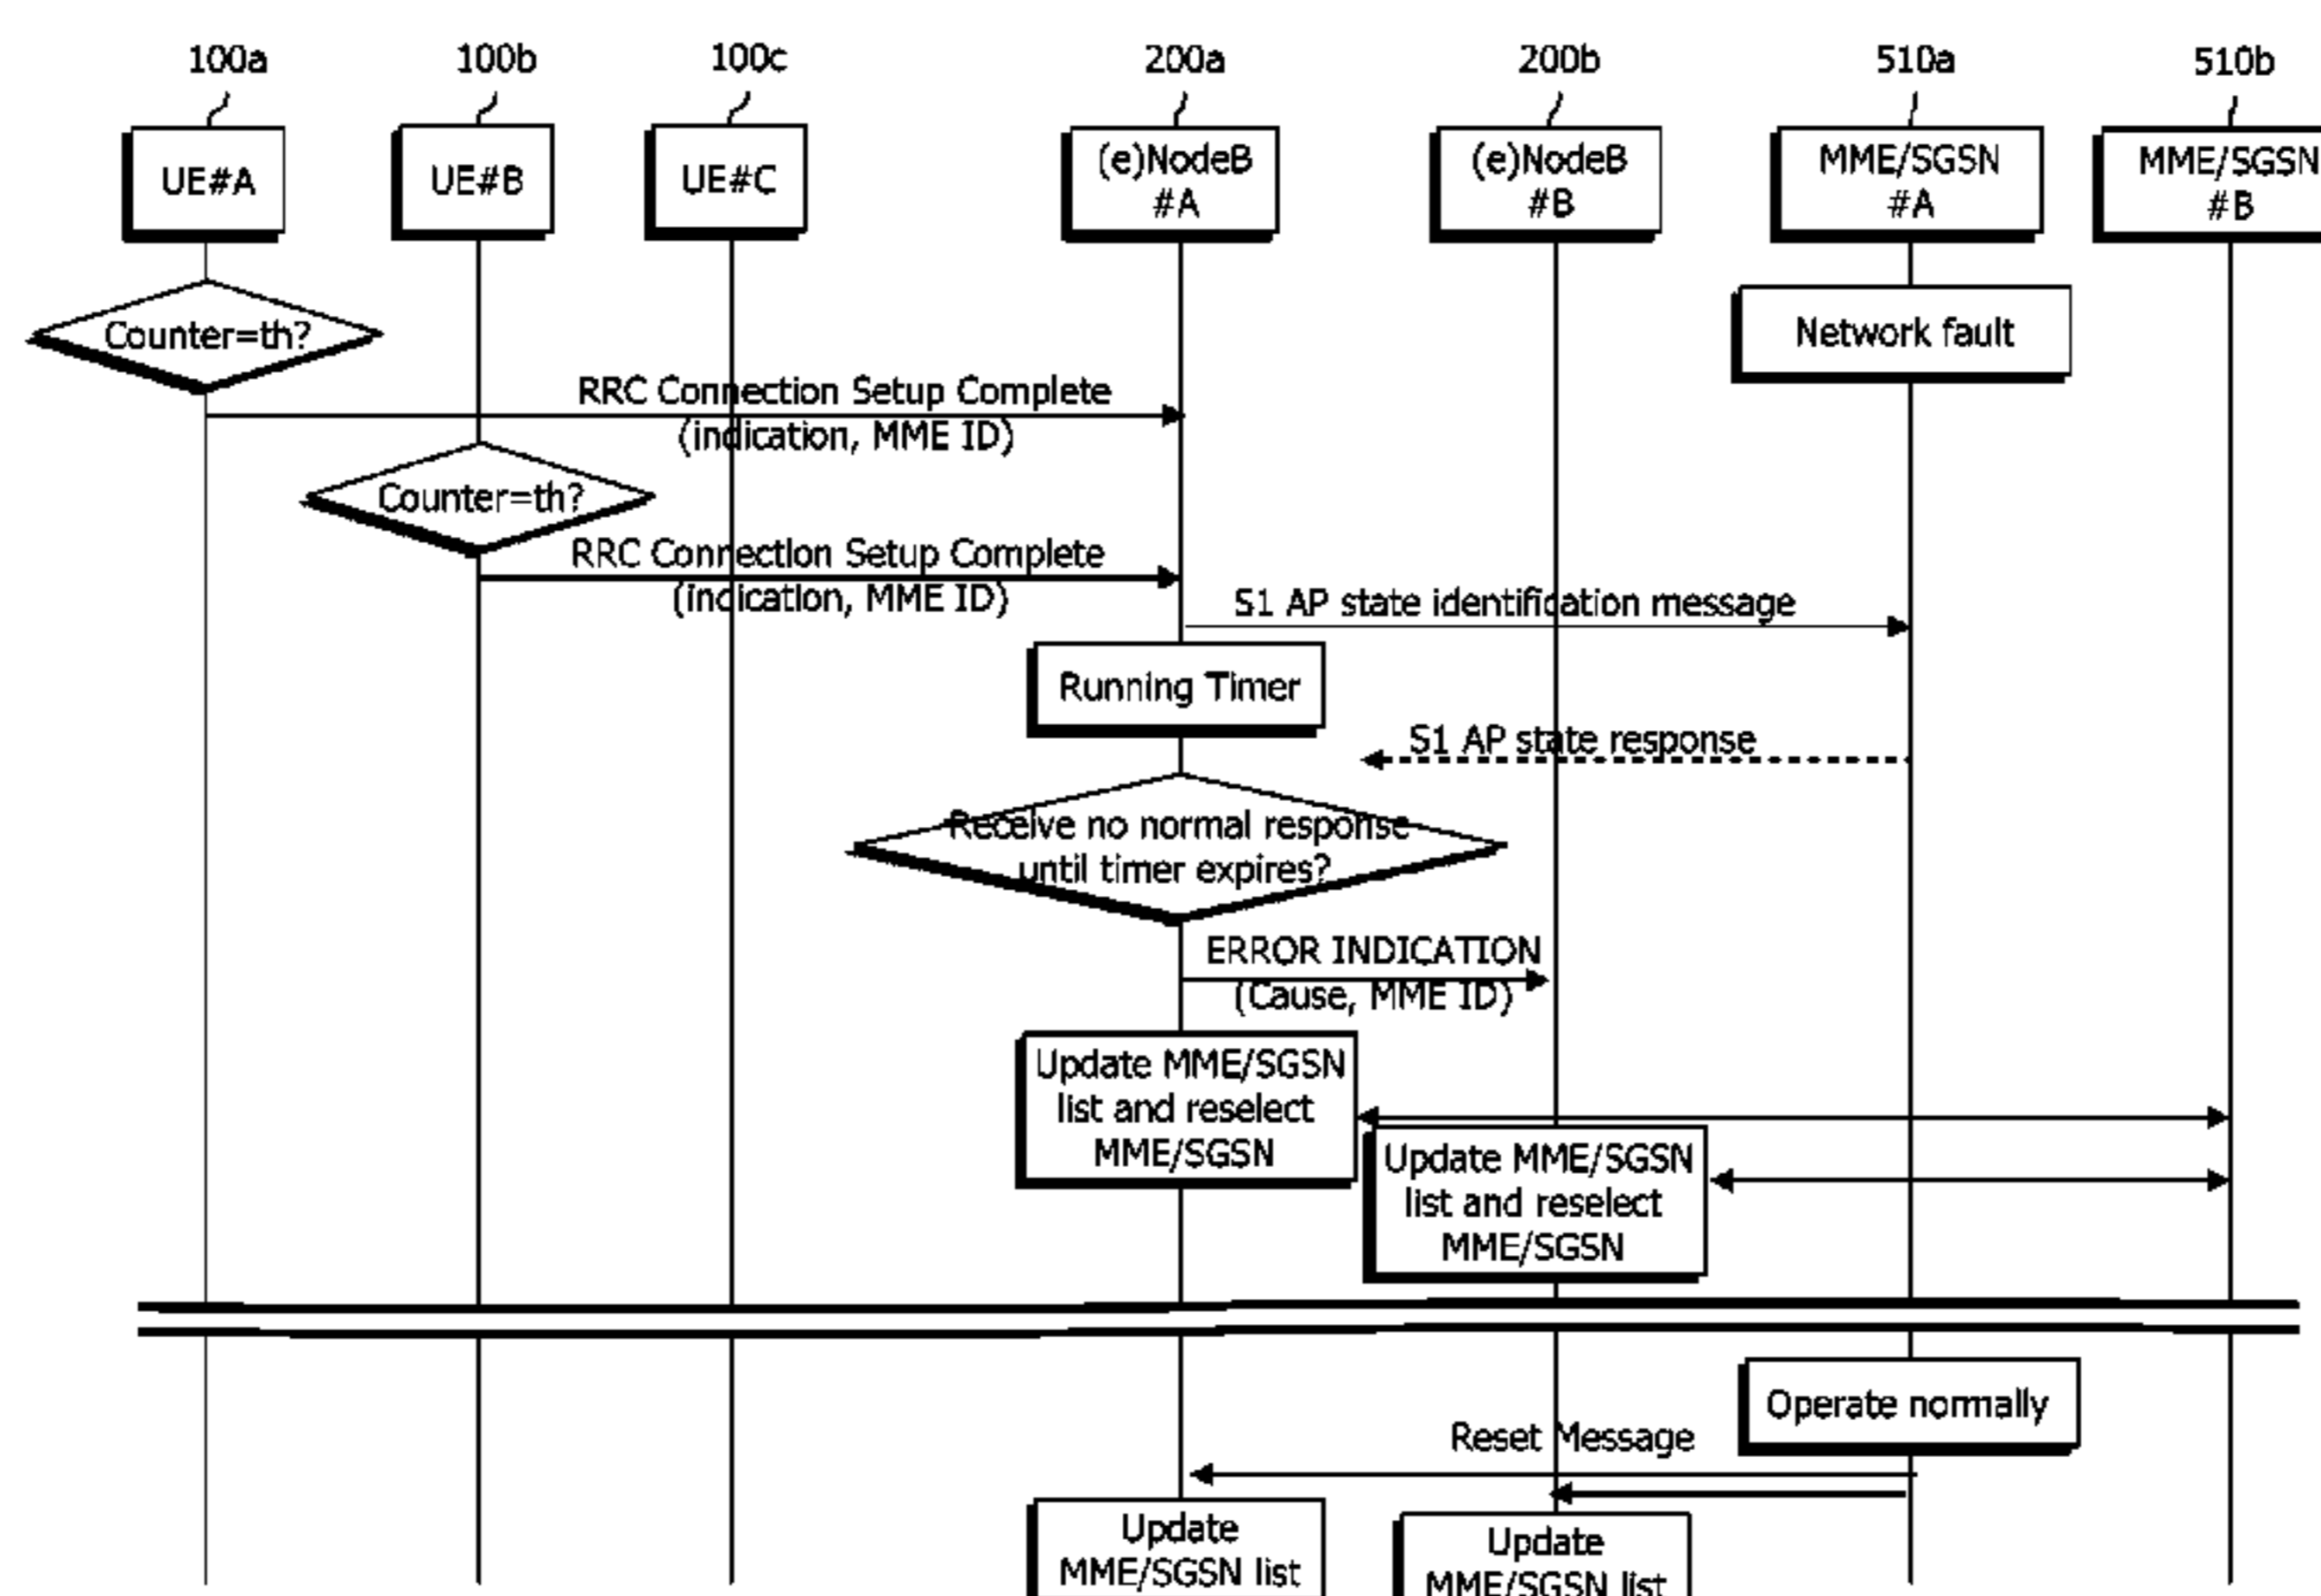 100a 100b 100c 200a 200b 510a 510b
UE#A UE#B UE#C (e)NodeB (e)NodeB MME/SGSN MME/SGSN
#A #B #A #B
Counter=th?
Network fault
RRC Connection Setup Complete
(indication, MME ID)
Counter=th?
RRC Connection Setup Complete
(indication, MME ID)
S1 AP state identification message
Running Timer
S1 AP state response
Receive no normal response
until timer expires?
ERROR INDICATION
(Cause, MME ID)
Update MME/SGSN
list and reselect
MME/SGSN
Update MME/SGSN
list and reselect
MME/SGSN
Operate normally
Reset Message
Update
MME/SGSN list
Update
MME/SGSN list